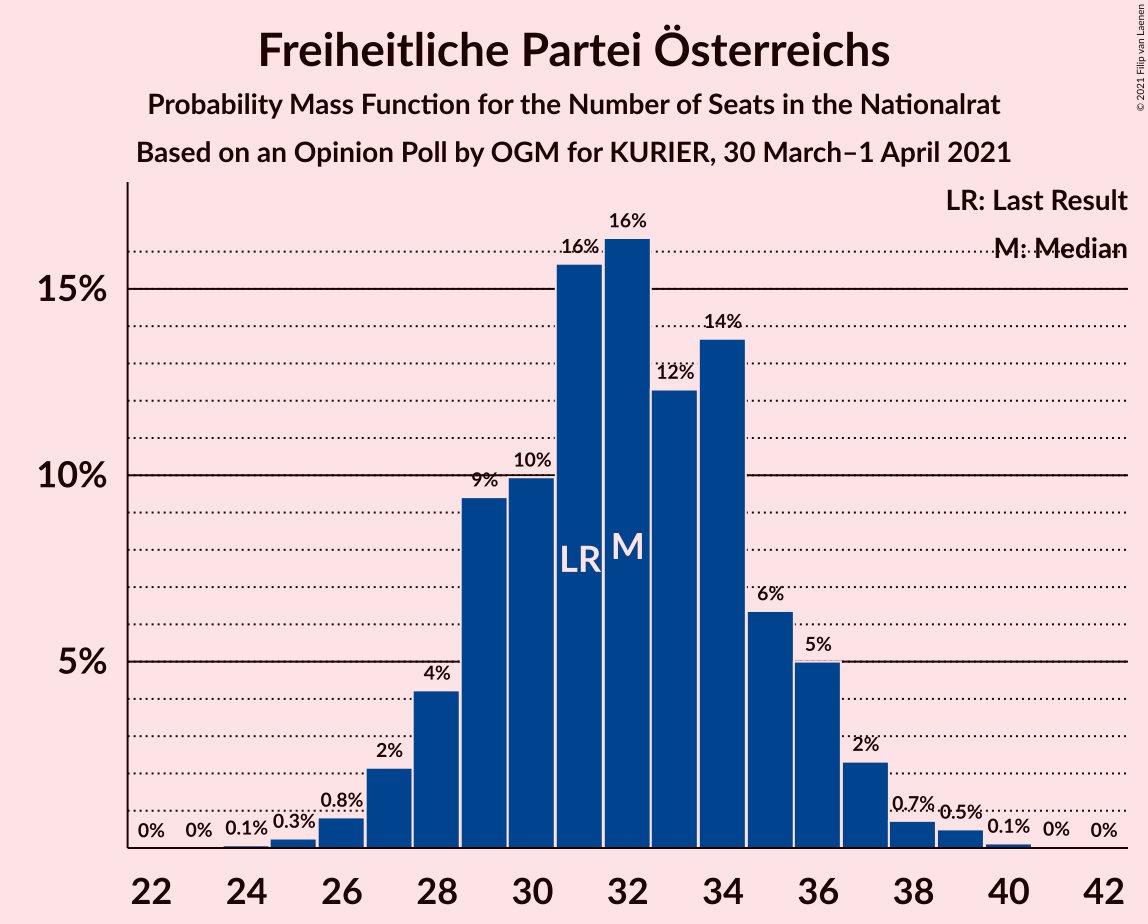 Freiheitliche Partei Österreichs
Probability Mass Function for the Number of Seats in the Nationalrat
Based on an Opinion Poll by OGM for KURIER, 30 March–1 April 2021
© 2021 Filip van Laenen
LR: Last Result
M: Median
15%
10%
5%
0%
0%
0.1%
0.3%
0.8%
2%
4%
9%
10%
16%
16%
12%
14%
6%
5%
2%
0.7%
0.5%
0.1%
0%
0%
LR
M
22 24 26 28 30 32 34 36 38 40 42